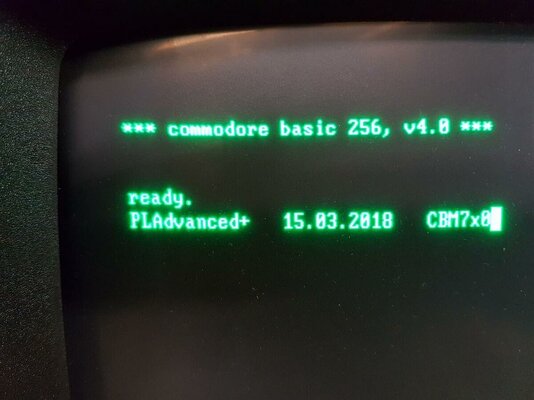 *** commodore basic 256, v4.0 ***
ready.
PLAdvanced+ 15.03.2018 CBM7x0